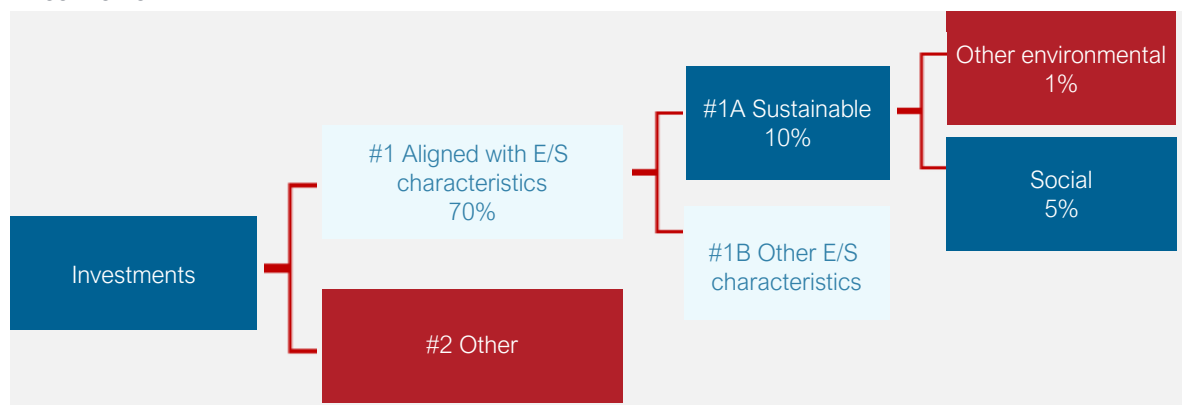 Investments
#1 Aligned with E/S
characteristics
70%
#2 Other
#1A Sustainable
10%
#1B Other E/S
characteristics
Other environmental
1%
Social
5%